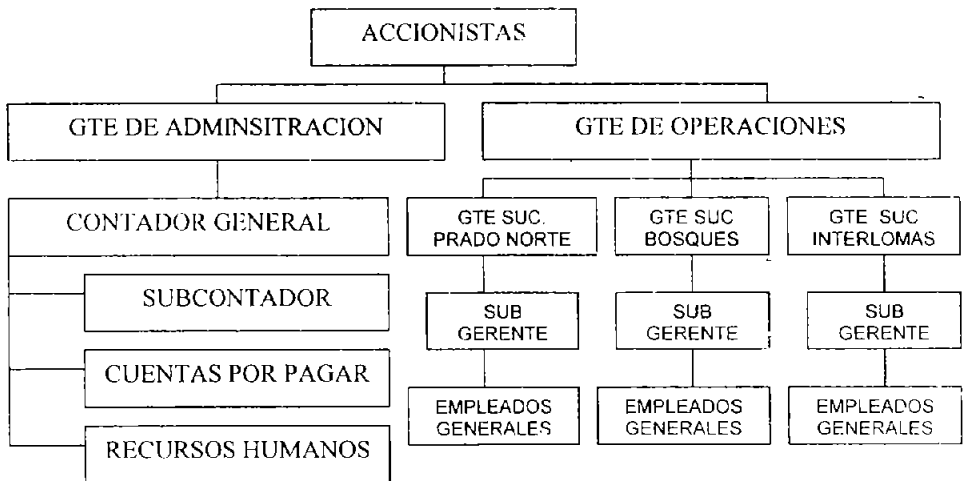 ACCIONISTAS
GTE DE ADMINSITRACION
GTE DE OPERACIONES
CONTADOR GENERAL
SUBCONTADOR
CUENTAS POR PAGAR
RECURSOS HUMANOS
GTE SUC.
PRADO NORTE
GTE SUC
BOSQUES
GTE SUC
INTERLOMAS
SUB
GERENTE
SUB
GERENTE
SUB
GERENTE
EMPLEADOS
GENERALES
EMPLEADOS
GENERALES
EMPLEADOS
GENERALES